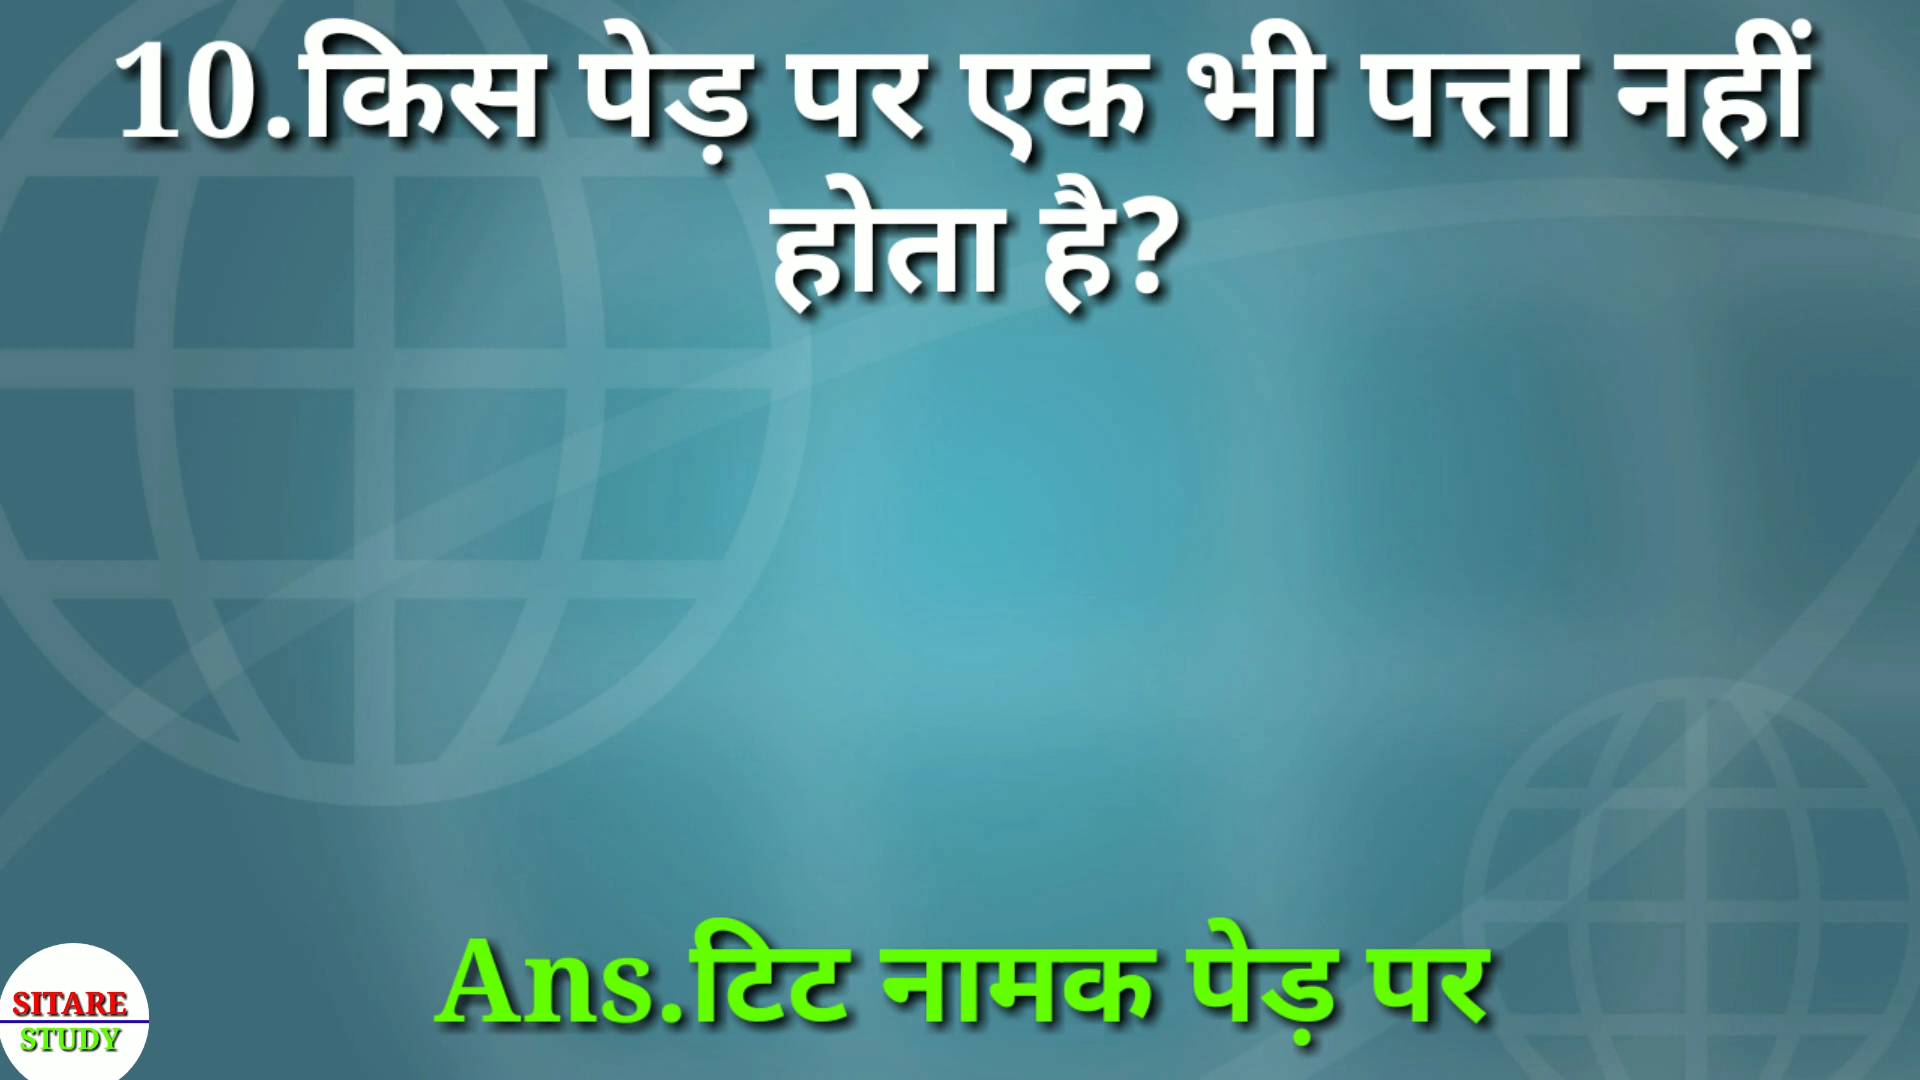 10.किस पेड़ पर एक भी पत्ता नहीं
होता है?
Ans.टिट नामक पेड़ पर
SITARE
STUDY